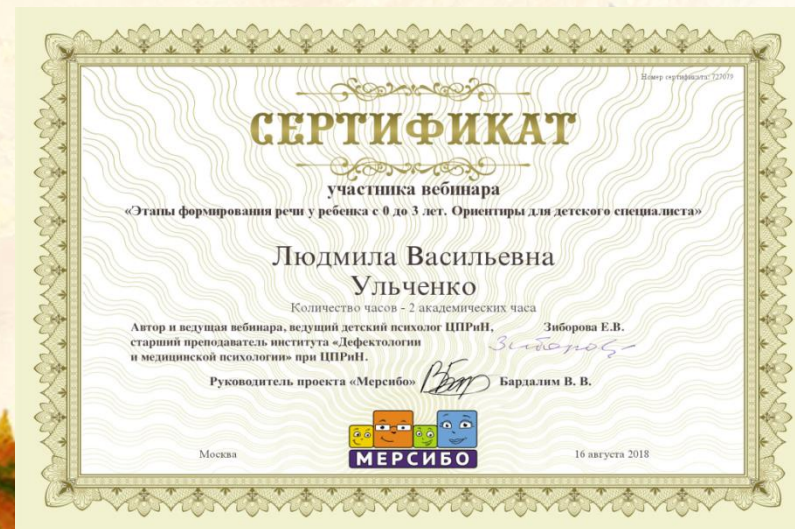 Номер сертификата: 727079
СЕРТИФИКАТ
участника вебинара
«Этапы формирования речи у ребенка с 0 до 3 лет. Ориентиры для детского специалиста»
Людмила Васильевна
Ульченко
Количество часов - 2 академических часа
Автор и ведущая вебинара, ведущий детский психолог ЦПРиН, Зиборова Е.В.
старший преподаватель института «Дефектологии
и медицинской психологии» при ЦПРиН.
Руководитель проекта «Мерсибо» Бардалим В. В.
МЕРСИБО
Москва 16 августа 2018